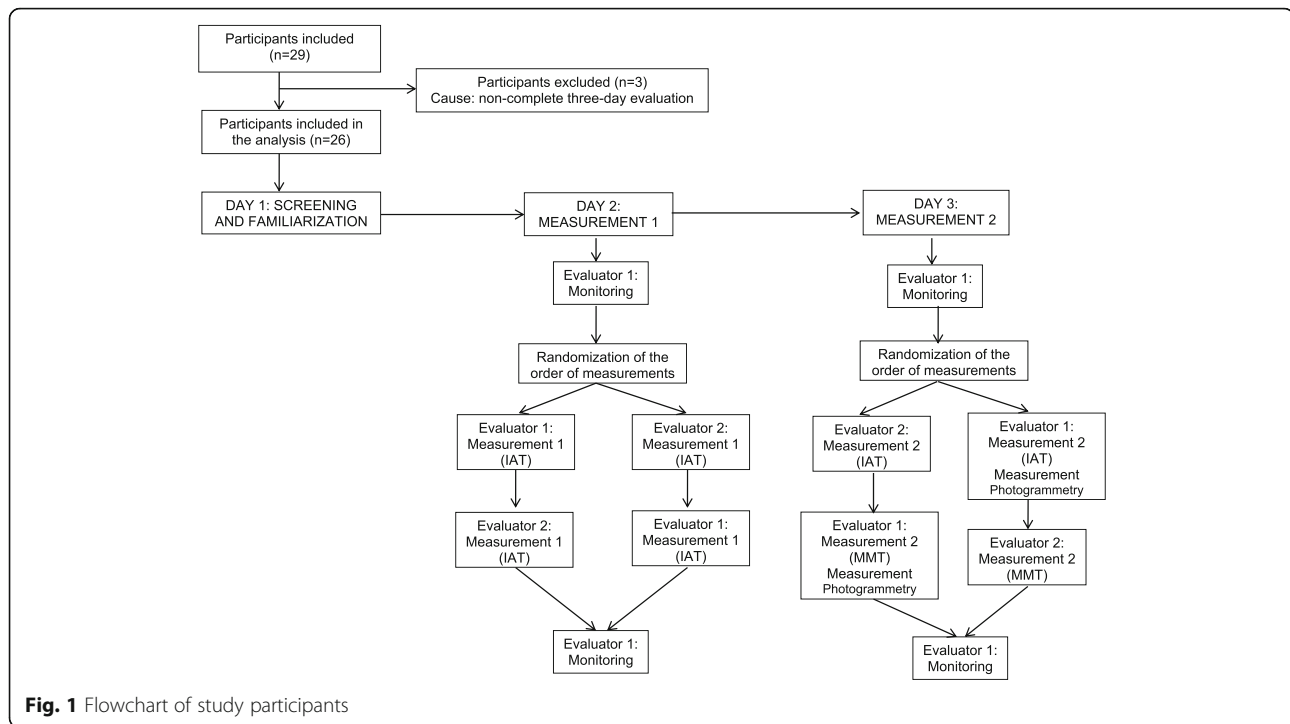 Participants included
(n=29)
Participants excluded (n=3)
Cause: non-complete three-day evaluation
Participants included in
the analysis (n=26)
DAY 1: SCREENING
AND FAMILIARIZATION
DAY 2:
MEASUREMENT 1
DAY 3:
MEASUREMENT 2
Evaluator 1:
Monitoring
Evaluator 1:
Monitoring
Randomization of the
order of measurements
Randomization of the
order of measurements
Evaluator 1:
Measurement 1
(IAT)
Evaluator 2:
Measurement 1
(IAT)
Evaluator 2:
Measurement 2
(IAT)
Evaluator 1:
Measurement 2
(IAT)
Measurement
Photogrammetry
Evaluator 2:
Measurement 1
(IAT)
Evaluator 1:
Measurement 1
(IAT)
Evaluator 1:
Measurement 2
(MMT)
Measurement
Photogrammetry
Evaluator 2:
Measurement 2
(MMT)
Evaluator 1:
Monitoring
Evaluator 1:
Monitoring
Fig. 1 Flowchart of study participants